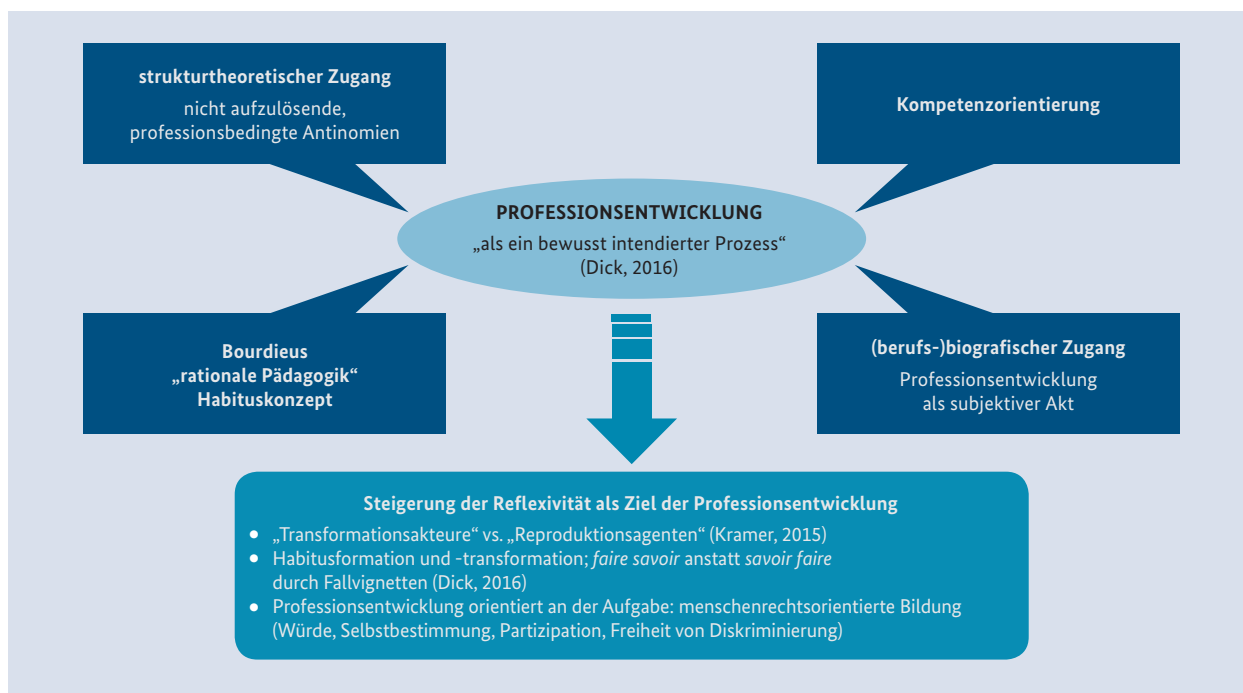 strukturtheoretischer Zugang
nicht aufzulösende,
professionsbedingte Antinomien
Kompetenzorientierung
PROFESSIONSENTWICKLUNG
„als ein bewusst intendierter Prozess“
(Dick, 2016)
Bourdieus
„rationale Pädagogik“
Habituskonzept
(berufs-)biografischer Zugang
Professionsentwicklung
als subjektiver Akt
Steigerung der Reflexivität als Ziel der Professionsentwicklung
• „Transformationsakteure“ vs. „Reproduktionsagenten“ (Kramer, 2015)
• Habitusformation und -transformation; faire savoir anstatt savoir faire
durch Fallvignetten (Dick, 2016)
• Professionsentwicklung orientiert an der Aufgabe: menschenrechtsorientierte Bildung
(Würde, Selbstbestimmung, Partizipation, Freiheit von Diskriminierung)